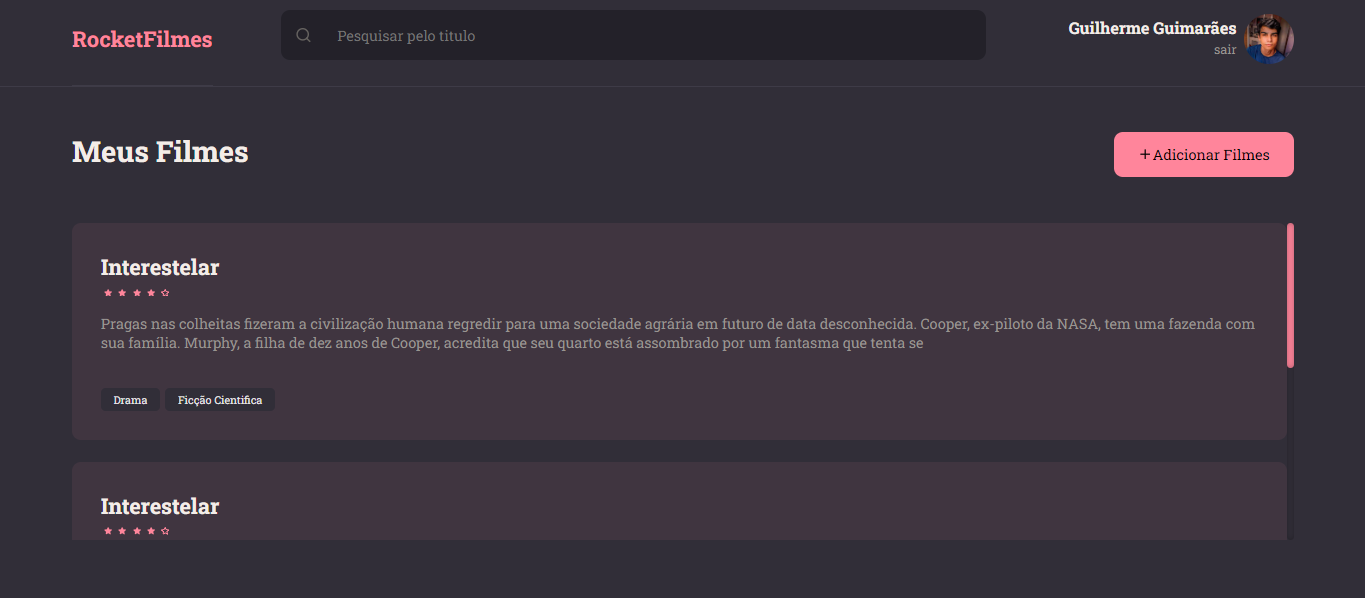 RocketFilmes
Pesquisar pelo titulo
Guilherme Guimarães
sair
Meus Filmes
+Adicionar Filmes
Interestelar
Pragas nas colheitas fizeram a civilização humana regredir para uma sociedade agrária em futuro de data desconhecida. Cooper, ex-piloto da NASA, tem uma fazenda com
sua família. Murphy, a filha de dez anos de Cooper, acredita que seu quarto está assombrado por um fantasma que tenta se
Drama Ficção Cientifica
Interestelar